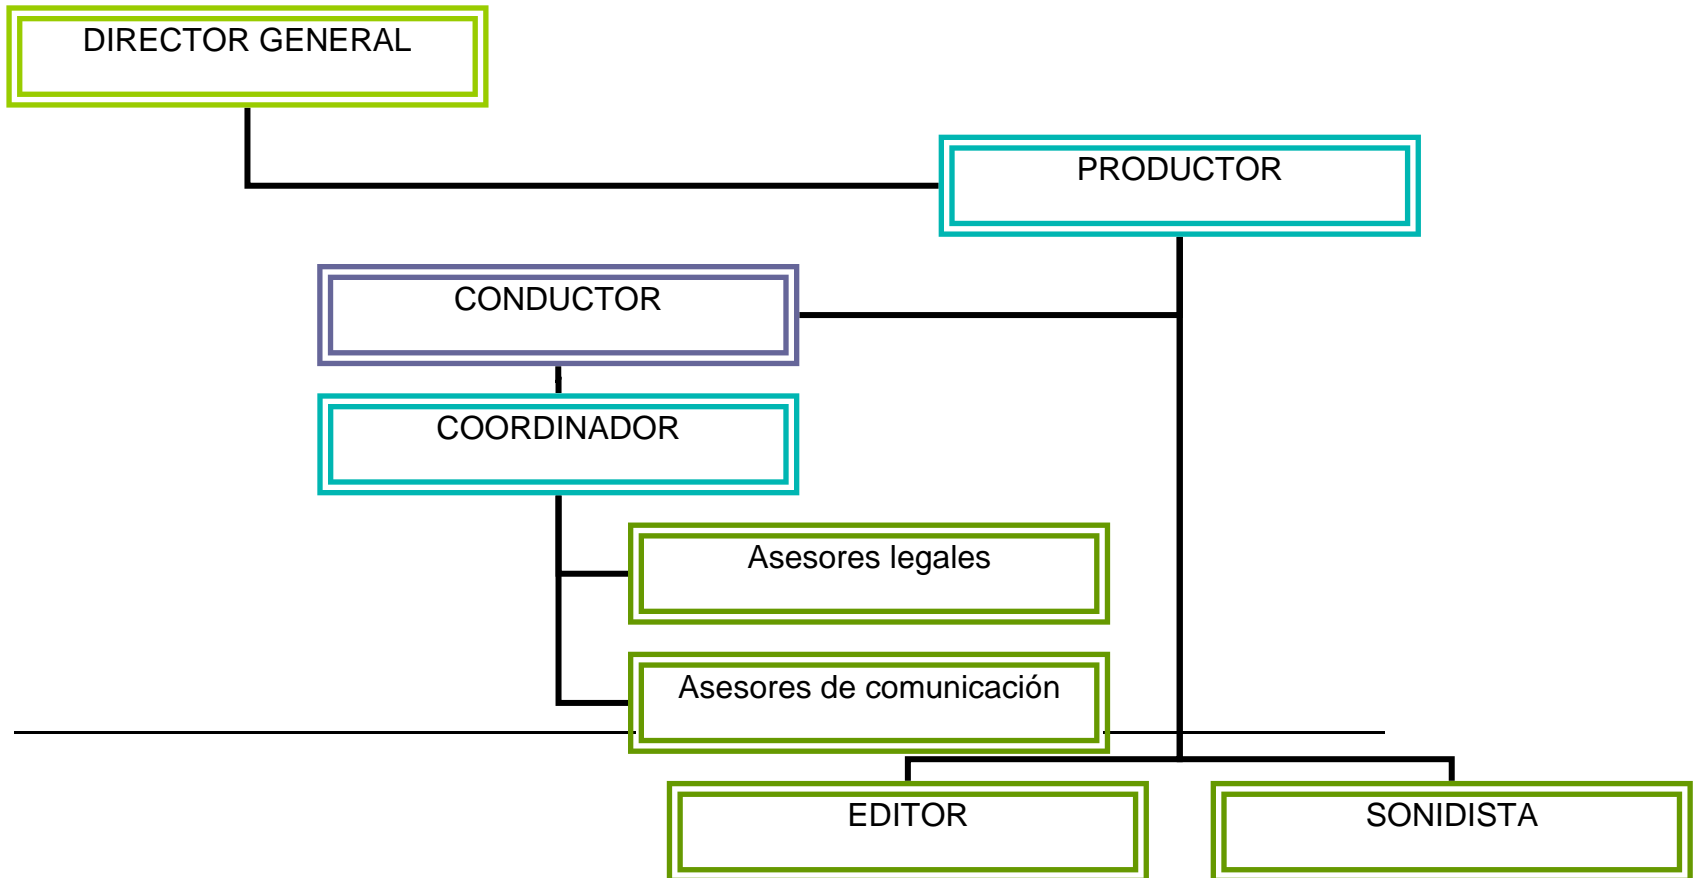 DIRECTOR GENERAL
PRODUCTOR
CONDUCTOR
COORDINADOR
Asesores legales
Asesores de comunicación
EDITOR
SONIDISTA